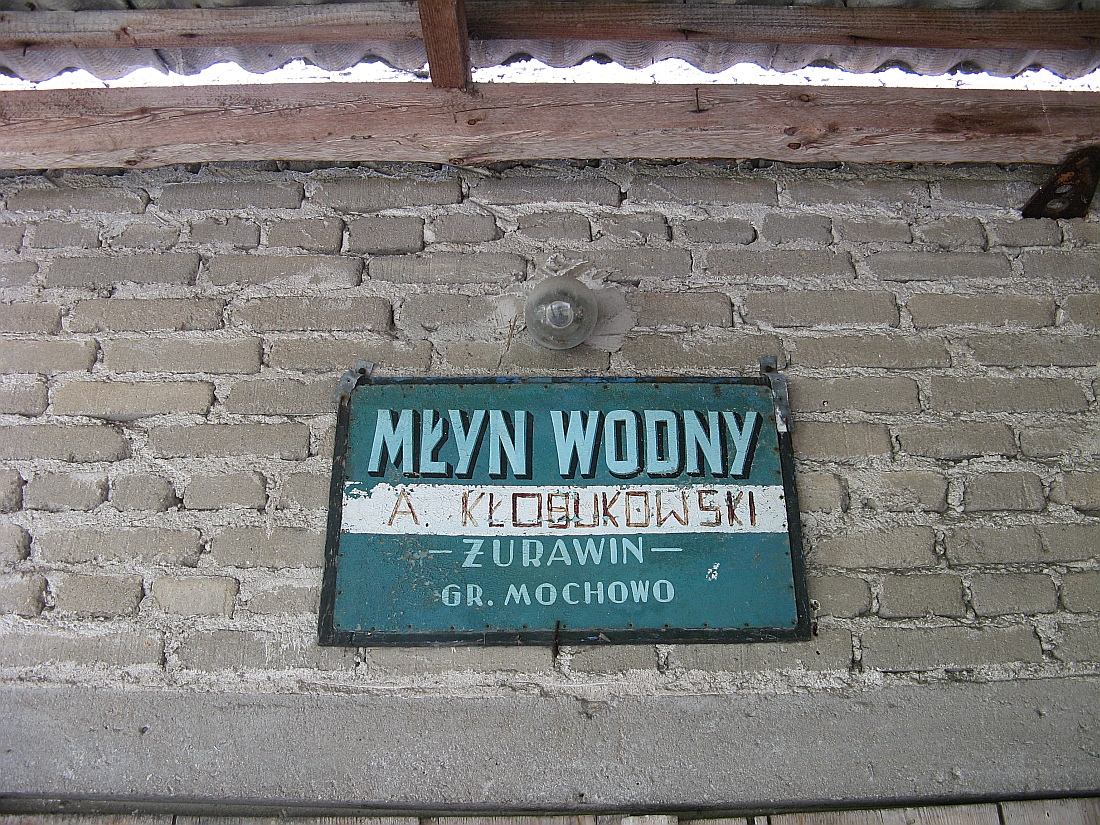 MŁYN WODNY
A. KŁOBUKOWSKI
– ŻURAWIN –
GR. MOCHOWO